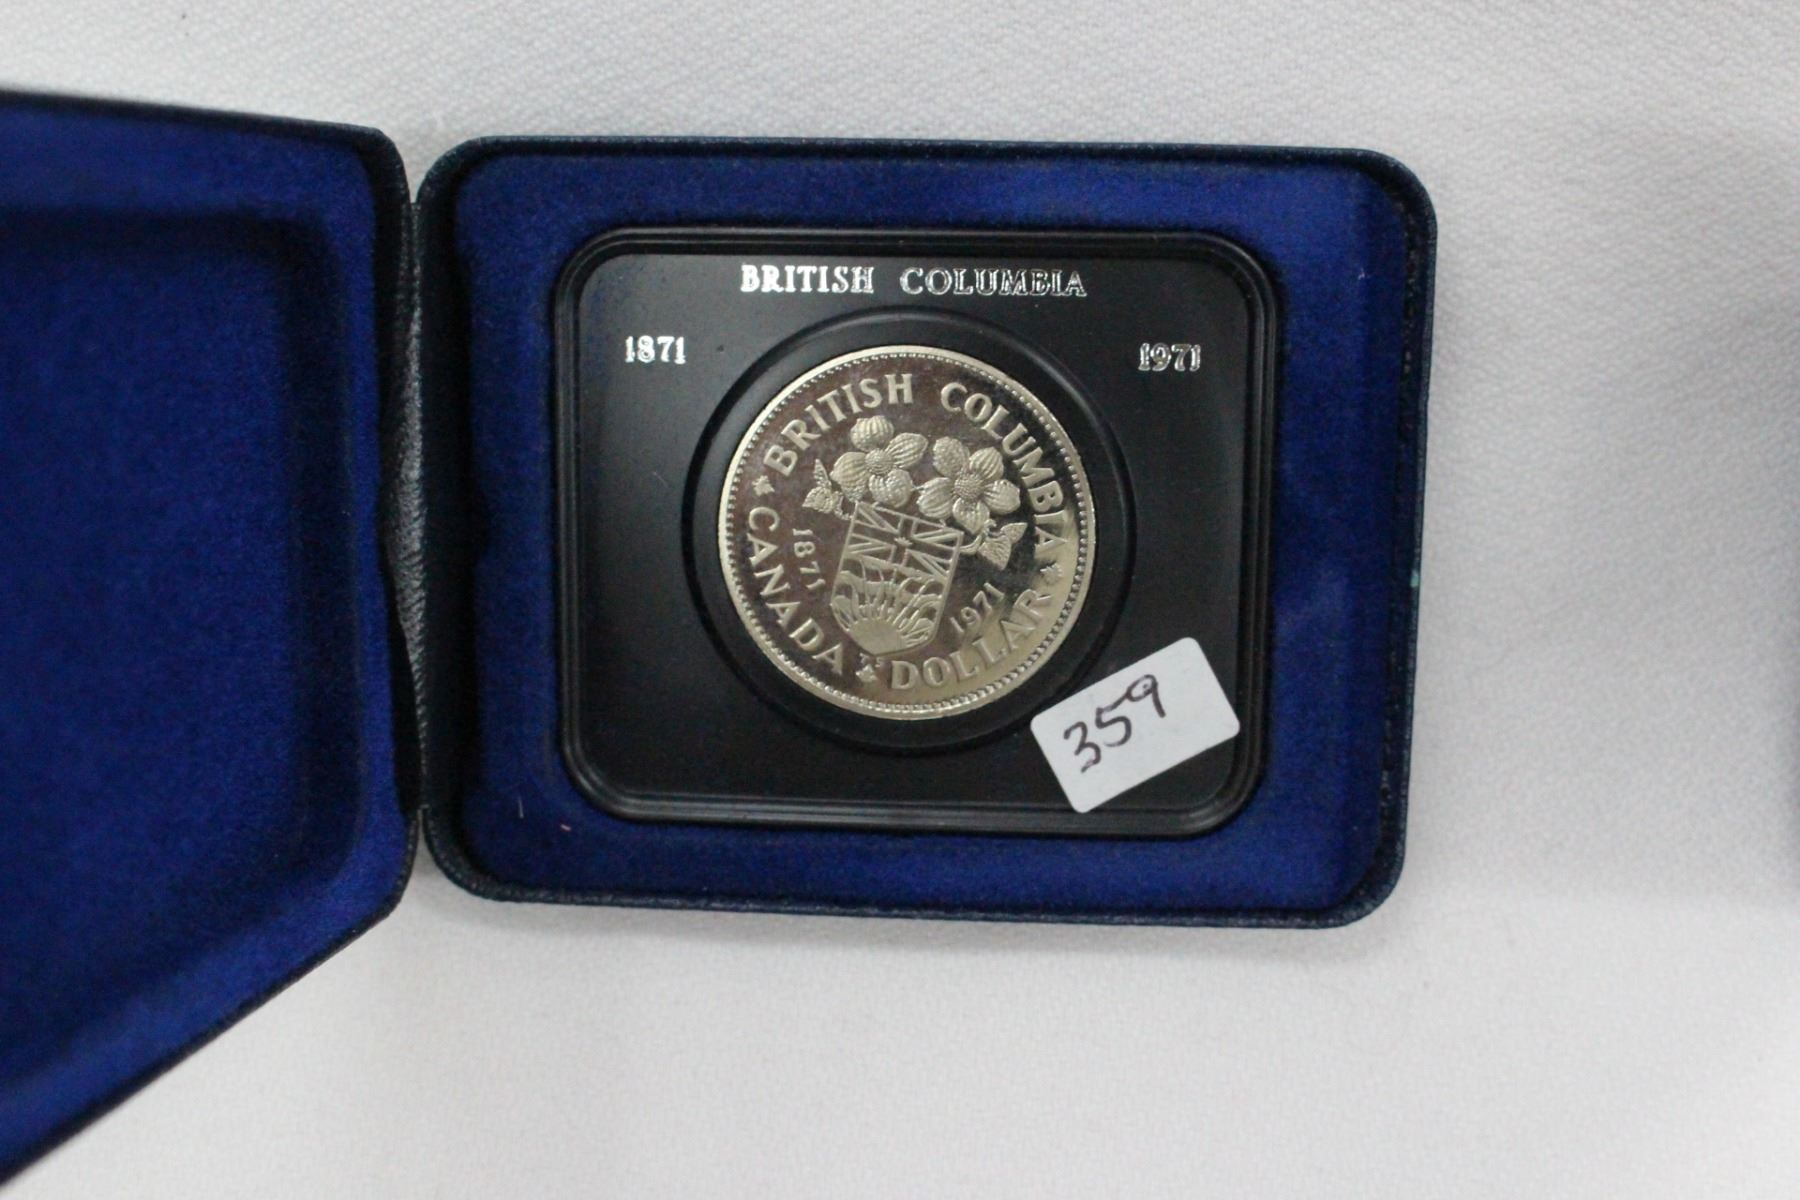 BRITISH COLUMBIA
1871 1971
BRITISH COLUMBIA
1871 1971
CANADA DOLLAR
359